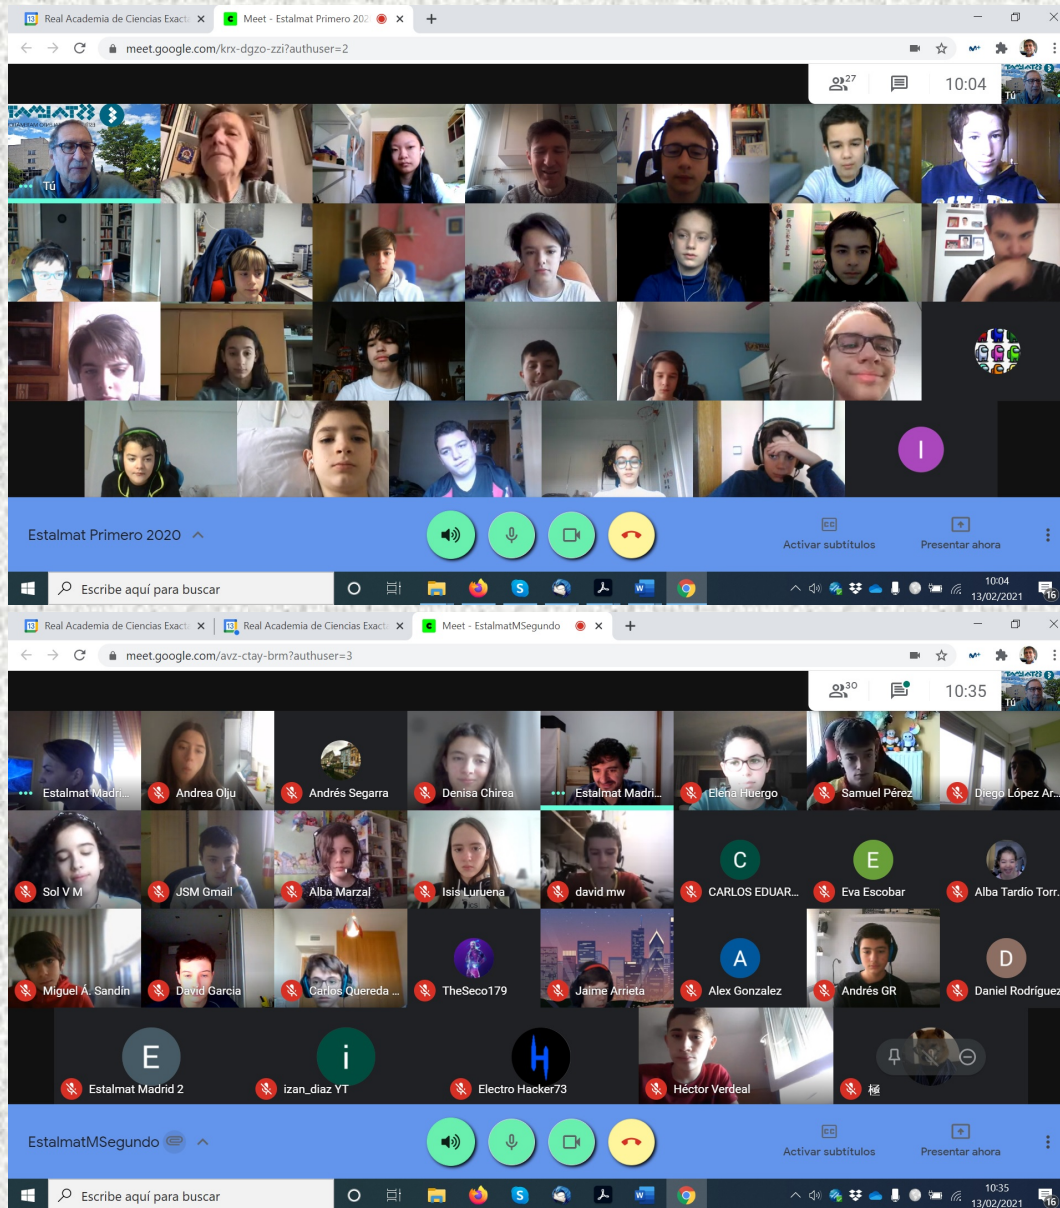 Real Academia de Ciencias Exact
Meet - Estalmat Primero 202
meet.google.com/krx-dgzo-zzi?authuser=2
27
10:04
Tú
Tú
I
Estalmat Primero 2020
Activar subtítulos
Presentar ahora
Escribe aquí para buscar
10:04
13/02/2021
16
Real Academia de Ciencias Exact
Real Academia de Ciencias Exact
Meet - EstalmatMSegundo
meet.google.com/avz-ctay-brm?authuser=3
30
10:35
Tú
Estalmat Madri...
Andrea Olju
Andrés Segarra
Denisa Chirea
Estalmat Madri...
Elena Huergo
Samuel Pérez
Diego López Ar...
Sol V M
JSM Gmail
Alba Marzal
Isis Luruena
david mw
C
CARLOS EDUAR...
E
Eva Escobar
Alba Tardío Torr...
Miguel Á. Sandín
David Garcia
Carlos Quereda ...
TheSeco179
Jaime Arrieta
A
Alex Gonzalez
Andrés GR
D
Daniel Rodríguez
E
Estalmat Madrid 2
i
izan_diaz YT
H
Electro Hacker73
Héctor Verdeal
極
EstalmatMSegundo
Activar subtítulos
Presentar ahora
Escribe aquí para buscar
10:35
13/02/2021
16